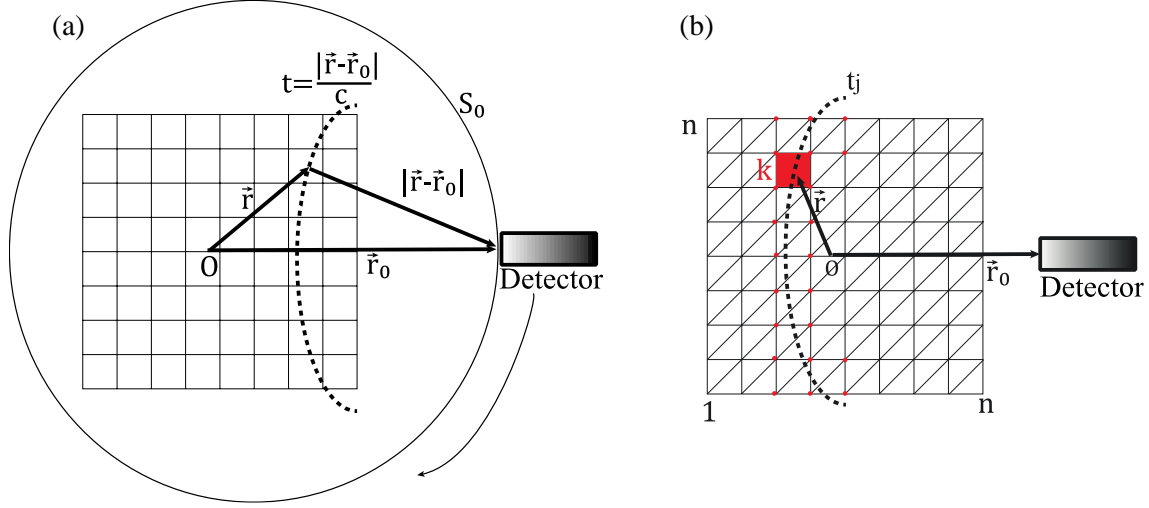 (a)
t=|r⃗-r⃗₀|/c
S₀
r⃗
|r⃗-r⃗₀|
O
r⃗₀
Detector
(b)
tⱼ
n
k
r⃗
o
r⃗₀
Detector
1
n